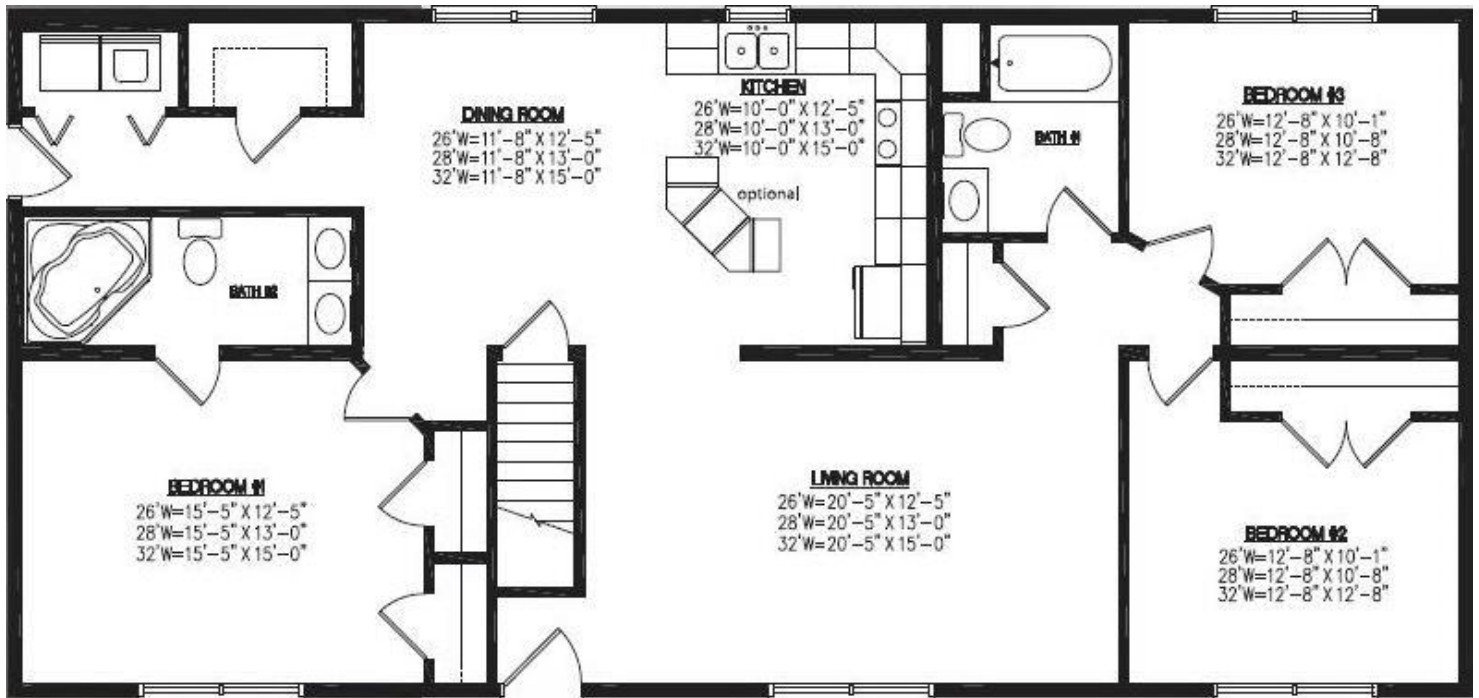 DINING ROOM
26'W=11'-8" X 12'-5"
28'W=11'-8" X 13'-0"
32'W=11'-8" X 15'-0"
KITCHEN
26'W=10'-0" X 12'-5"
28'W=10'-0" X 13'-0"
32'W=10'-0" X 15'-0"
optional
BATH #1
BEDROOM #3
26'W=12'-8" X 10'-1"
28'W=12'-8" X 10'-8"
32'W=12'-8" X 12'-8"
BATH #2
BEDROOM #1
26'W=15'-5" X 12'-5"
28'W=15'-5" X 13'-0"
32'W=15'-5" X 15'-0"
LIVING ROOM
26'W=20'-5" X 12'-5"
28'W=20'-5" X 13'-0"
32'W=20'-5" X 15'-0"
BEDROOM #2
26'W=12'-8" X 10'-1"
28'W=12'-8" X 10'-8"
32'W=12'-8" X 12'-8"